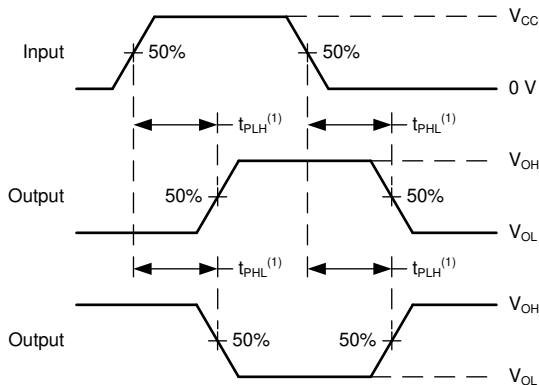 V_CC
Input 50% 50%
0 V
t_PLH^(1) t_PHL^(1)
V_OH
Output 50% 50%
V_OL
t_PHL^(1) t_PLH^(1)
V_OH
Output 50% 50%
V_OL